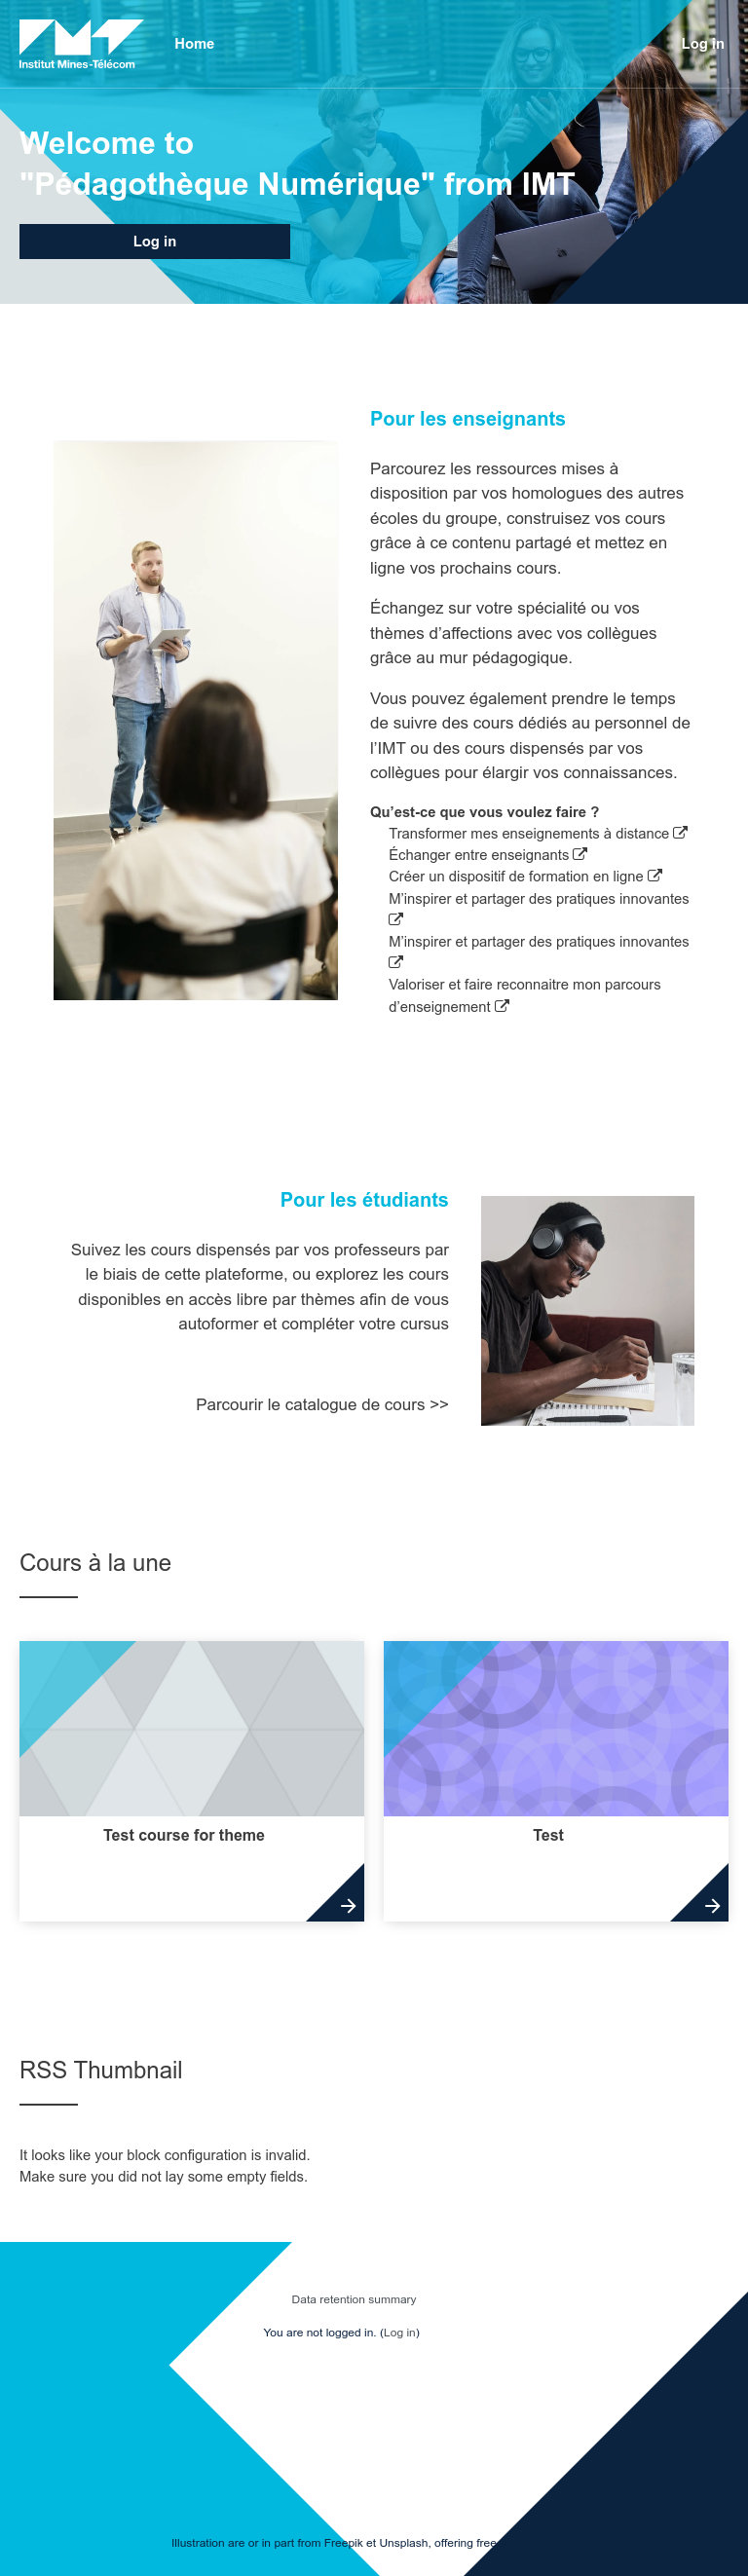 Institut Mines-Télécom
Home
Log in
Welcome to
"Pédagothèque Numérique" from IMT
Log in
Pour les enseignants
Parcourez les ressources mises à
disposition par vos homologues des autres
écoles du groupe, construisez vos cours
grâce à ce contenu partagé et mettez en
ligne vos prochains cours.
Échangez sur votre spécialité ou vos
thèmes d’affections avec vos collègues
grâce au mur pédagogique.
Vous pouvez également prendre le temps
de suivre des cours dédiés au personnel de
l’IMT ou des cours dispensés par vos
collègues pour élargir vos connaissances.
Qu’est-ce que vous voulez faire ?
Transformer mes enseignements à distance
Échanger entre enseignants
Créer un dispositif de formation en ligne
M’inspirer et partager des pratiques innovantes
M’inspirer et partager des pratiques innovantes
Valoriser et faire reconnaitre mon parcours
d’enseignement
Pour les étudiants
Suivez les cours dispensés par vos professeurs par
le biais de cette plateforme, ou explorez les cours
disponibles en accès libre par thèmes afin de vous
autoformer et compléter votre cursus
Parcourir le catalogue de cours >>
Cours à la une
Test course for theme
Test
RSS Thumbnail
It looks like your block configuration is invalid.
Make sure you did not lay some empty fields.
Data retention summary
You are not logged in. (Log in)
Illustration are or in part from Freepik et Unsplash, offering free